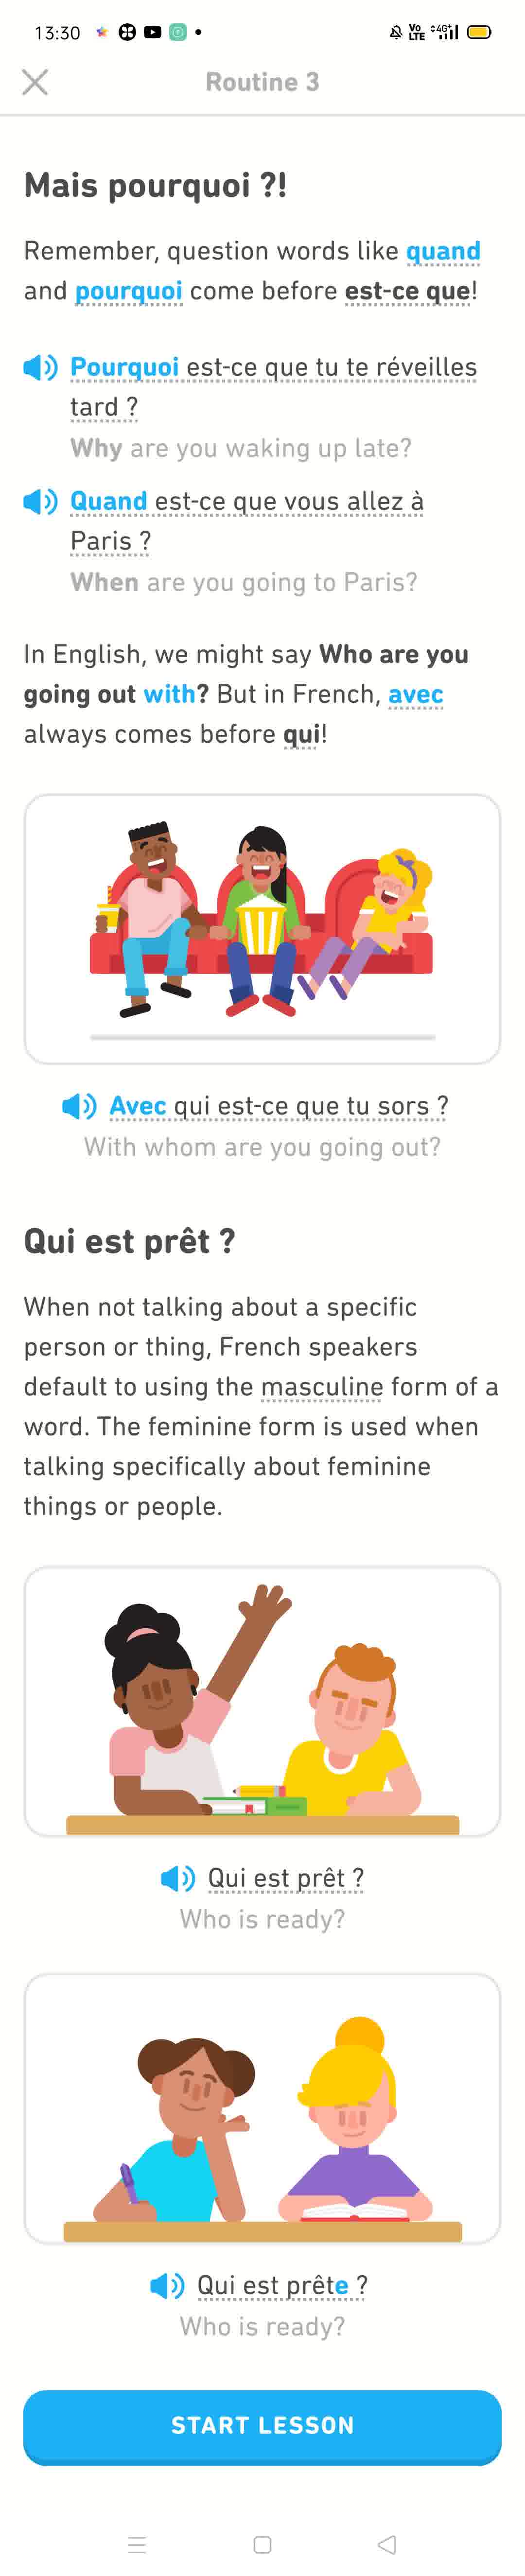 13:30
Vo
LTE
4G+
Routine 3
Mais pourquoi ?!
Remember, question words like quand
and pourquoi come before est-ce que!
Pourquoi est-ce que tu te réveilles
tard ?
Why are you waking up late?
Quand est-ce que vous allez à
Paris ?
When are you going to Paris?
In English, we might say Who are you
going out with? But in French, avec
always comes before qui!
Avec qui est-ce que tu sors ?
With whom are you going out?
Qui est prêt ?
When not talking about a specific
person or thing, French speakers
default to using the masculine form of a
word. The feminine form is used when
talking specifically about feminine
things or people.
Qui est prêt ?
Who is ready?
Qui est prête ?
Who is ready?
START LESSON